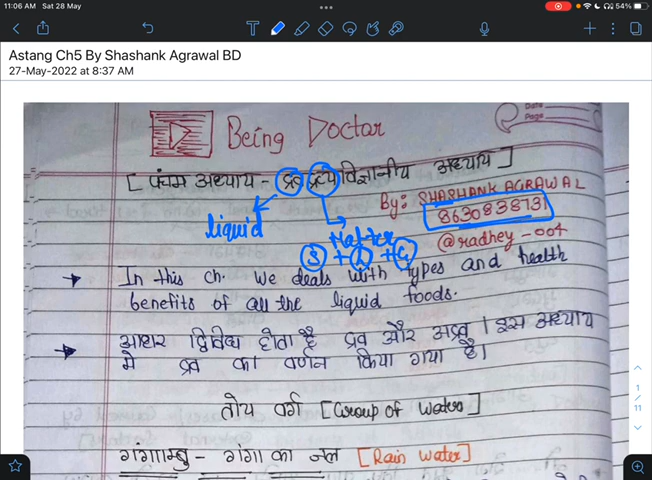 11:06 AM Sat 28 May
54%
Astang Ch5 By Shashank Agrawal BD
27-May-2022 at 8:37 AM
Date
Page
Being Doctor
[ पंचम अध्याय - द्रव द्रव्य विज्ञानीय अध्याय ]
By: SHASHANK AGRAWAL
liquid
8630838731
Matter
@radhey_004
S + L + G
In this ch. we deals with types and health
benefits of all the liquid foods.
आहार द्विविध होता है द्रव और अद्रव। इस अध्याय
मे द्रव का वर्णन किया गया है।
तोय वर्ग [Group of Water]
गंगाम्बु - गंगा का जल [Rain Water]
1
/
11